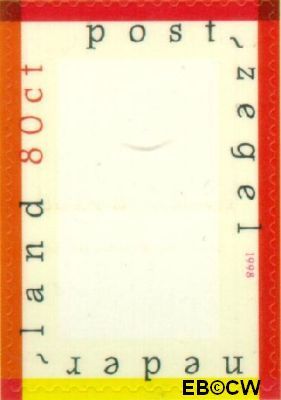 post~
zegel
1998
neder~
land 80ct
EB©CW